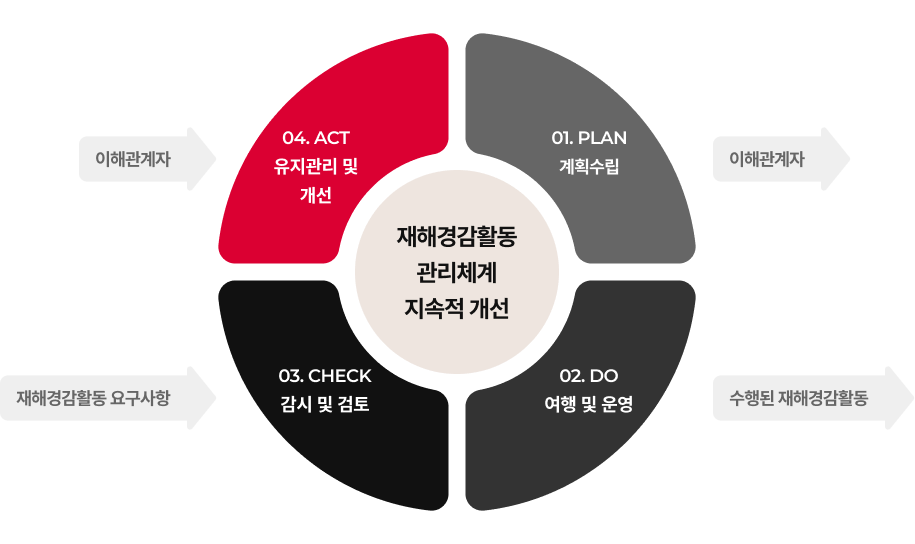 04. ACT
유지관리 및
개선
01. PLAN
계획수립
이해관계자
이해관계자
재해경감활동
관리체계
지속적 개선
03. CHECK
감시 및 검토
02. DO
여행 및 운영
재해경감활동 요구사항
수행된 재해경감활동